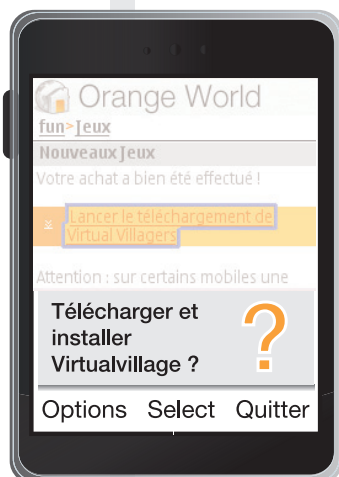 Orange World
fun>Jeux
Nouveaux Jeux
Votre achat a bien été effectué !
Lancer le téléchargement de
Virtual Villagers
Attention : sur certains mobiles une
Télécharger et
installer
Virtualvillage ?
?
Options Select Quitter